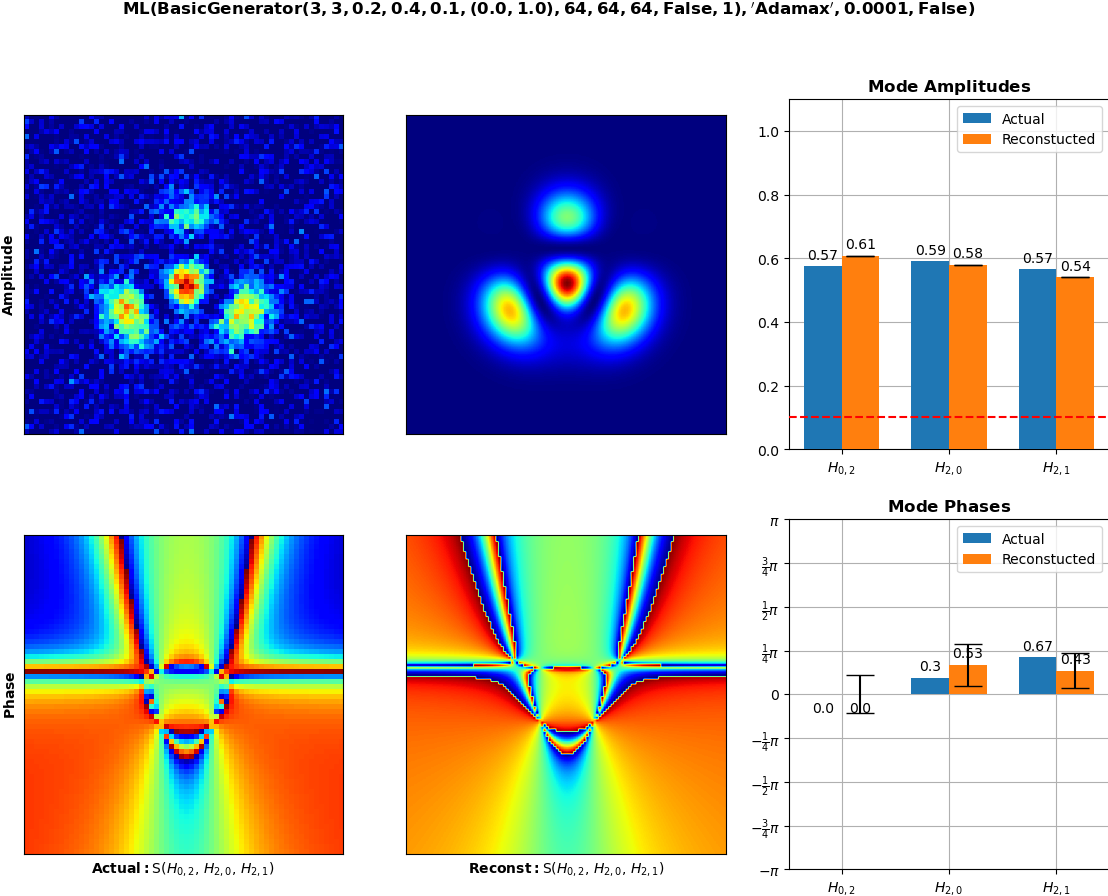 ML(BasicGenerator(3, 3, 0.2, 0.4, 0.1, (0.0, 1.0), 64, 64, 64, False, 1), ′Adamax′, 0.0001, False)
Amplitude
Mode Amplitudes
Actual
Reconstucted
1.0
0.8
0.6
0.4
0.2
0.0
0.57
0.61
0.59
0.58
0.57
0.54
H0, 2
H2, 0
H2, 1
Phase
Actual: S(H0, 2, H2, 0, H2, 1)
Reconst: S(H0, 2, H2, 0, H2, 1)
Mode Phases
Actual
Reconstucted
π
3/4π
1/2π
1/4π
0
−1/4π
−1/2π
−3/4π
−π
0.0
0.0
0.3
0.53
0.67
0.43
H0, 2
H2, 0
H2, 1